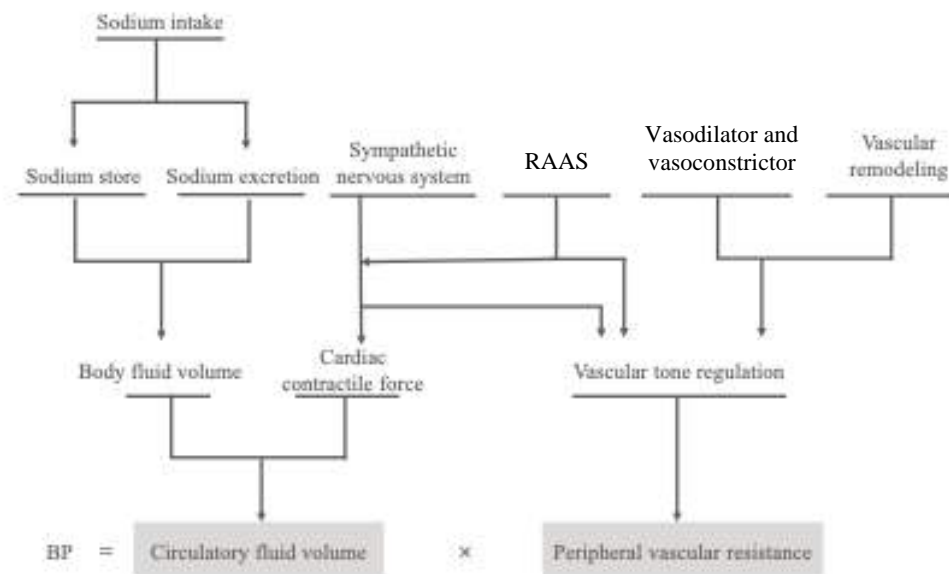 Sodium intake
Sodium store
Sodium excretion
Sympathetic
nervous system
RAAS
Vasodilator and
vasoconstrictor
Vascular
remodeling
Body fluid volume
Cardiac
contractile force
Vascular tone regulation
BP = Circulatory fluid volume × Peripheral vascular resistance